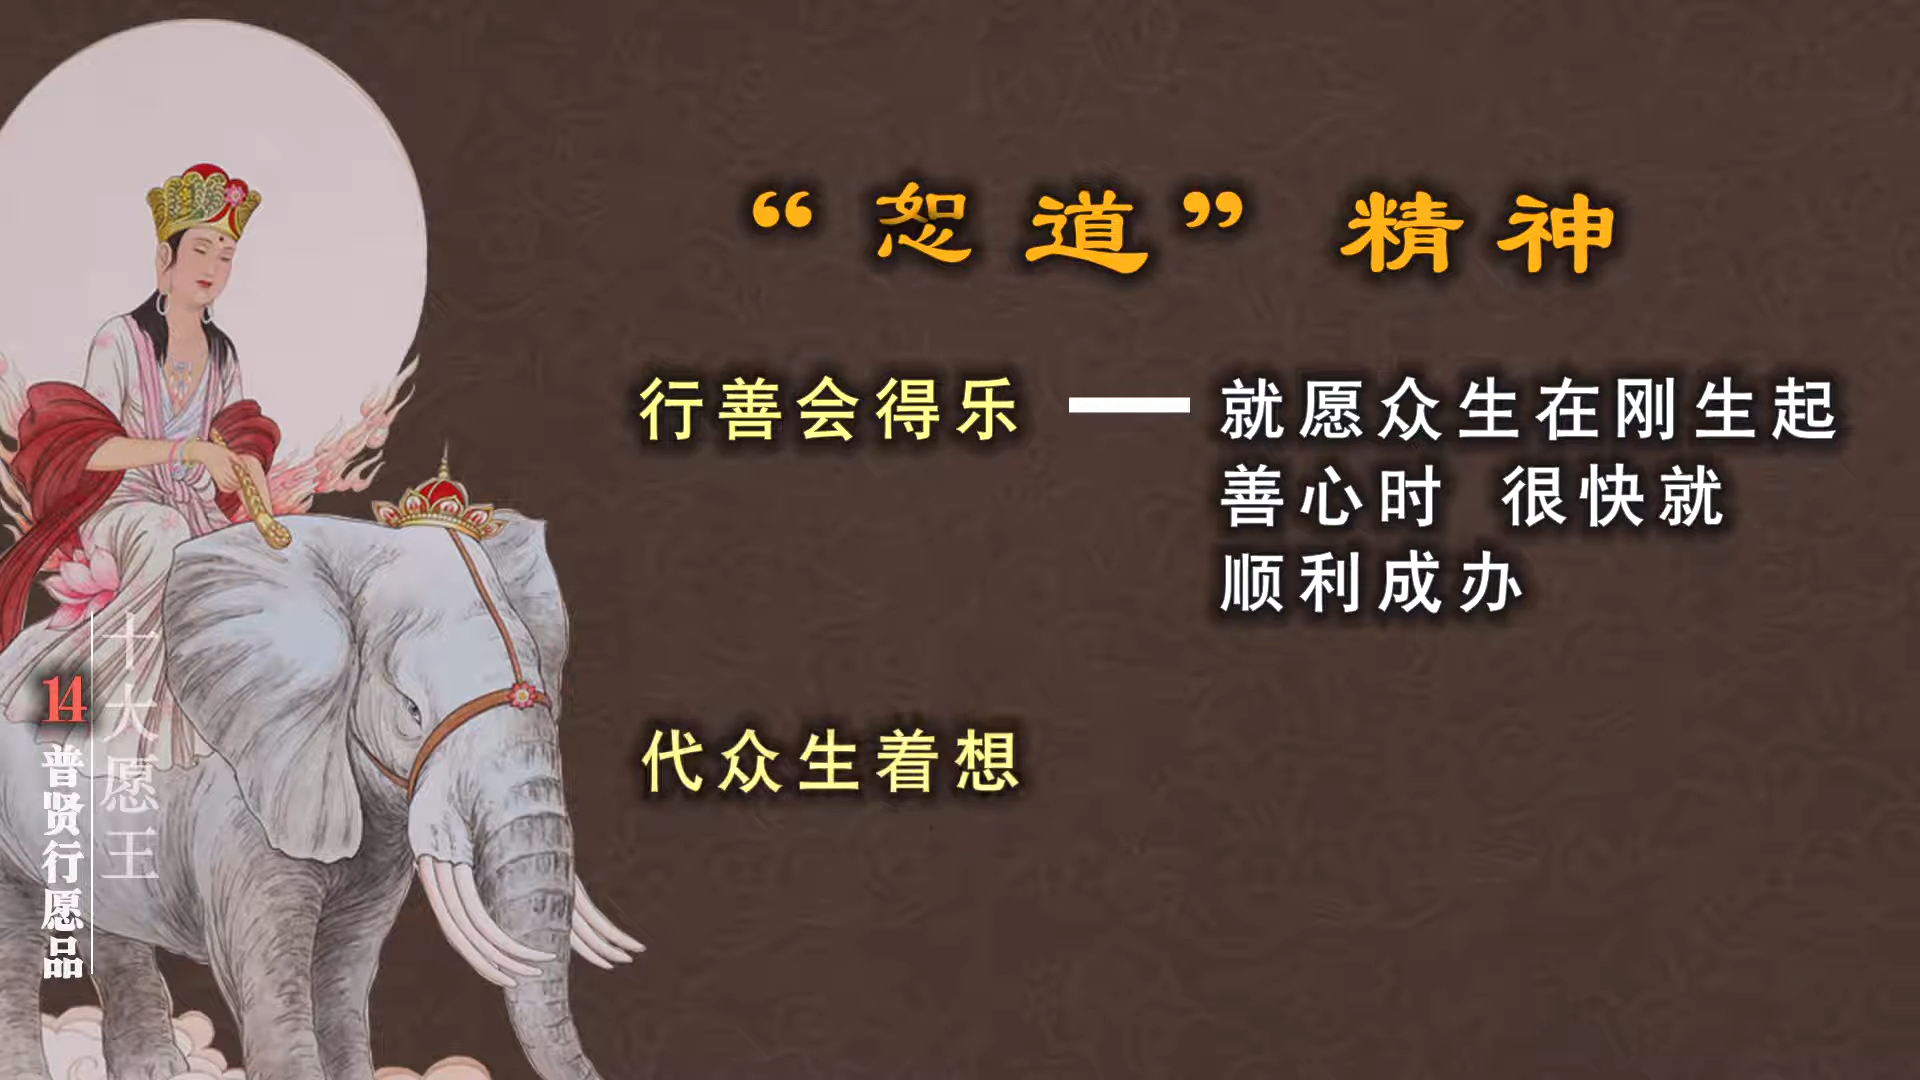 “恕道”精神
行善会得乐 — 就愿众生在刚生起
善心时 很快就
顺利成办
代众生着想
十大愿王
14
普贤行愿品